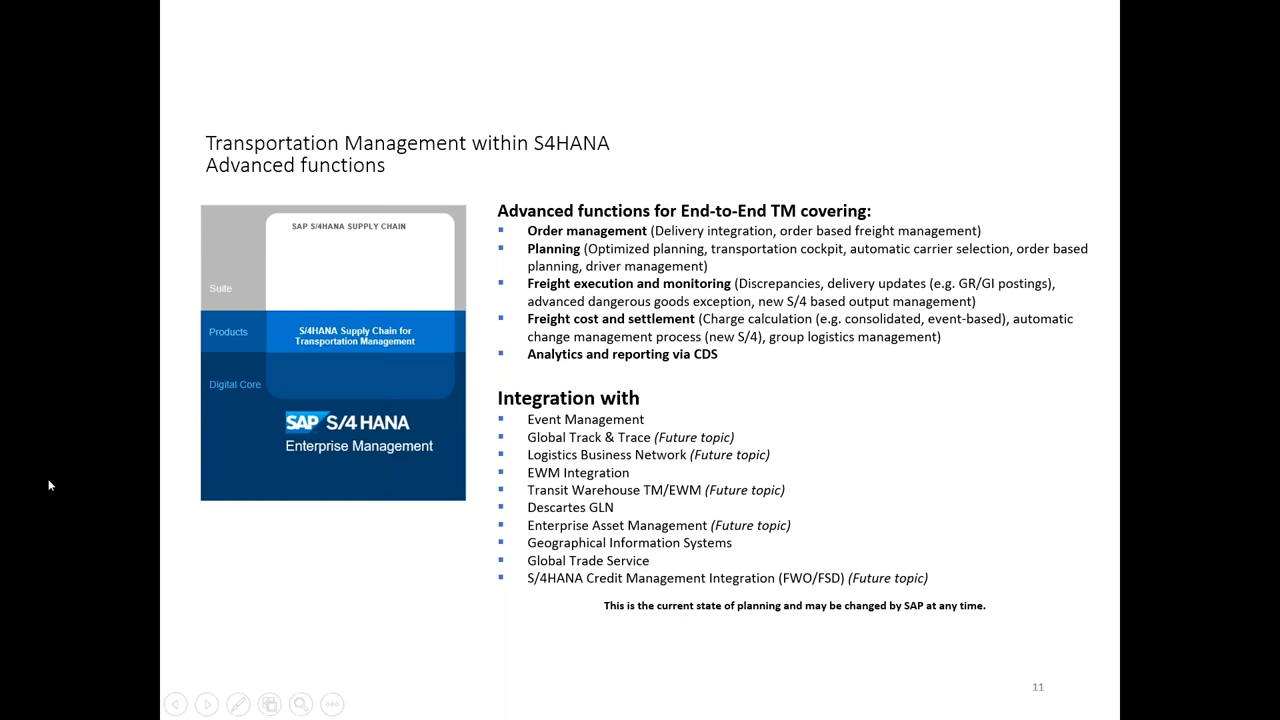 Transportation Management within S4HANA
Advanced functions
SAP S/4HANA SUPPLY CHAIN
Suite
Products
S/4HANA Supply Chain for
Transportation Management
Digital Core
SAP S/4HANA
Enterprise Management
Advanced functions for End-to-End TM covering:
▪ Order management (Delivery integration, order based freight management)
▪ Planning (Optimized planning, transportation cockpit, automatic carrier selection, order based
planning, driver management)
▪ Freight execution and monitoring (Discrepancies, delivery updates (e.g. GR/GI postings),
advanced dangerous goods exception, new S/4 based output management)
▪ Freight cost and settlement (Charge calculation (e.g. consolidated, event-based), automatic
change management process (new S/4), group logistics management)
▪ Analytics and reporting via CDS
Integration with
▪ Event Management
▪ Global Track & Trace (Future topic)
▪ Logistics Business Network (Future topic)
▪ EWM Integration
▪ Transit Warehouse TM/EWM (Future topic)
▪ Descartes GLN
▪ Enterprise Asset Management (Future topic)
▪ Geographical Information Systems
▪ Global Trade Service
▪ S/4HANA Credit Management Integration (FWO/FSD) (Future topic)
This is the current state of planning and may be changed by SAP at any time.
11